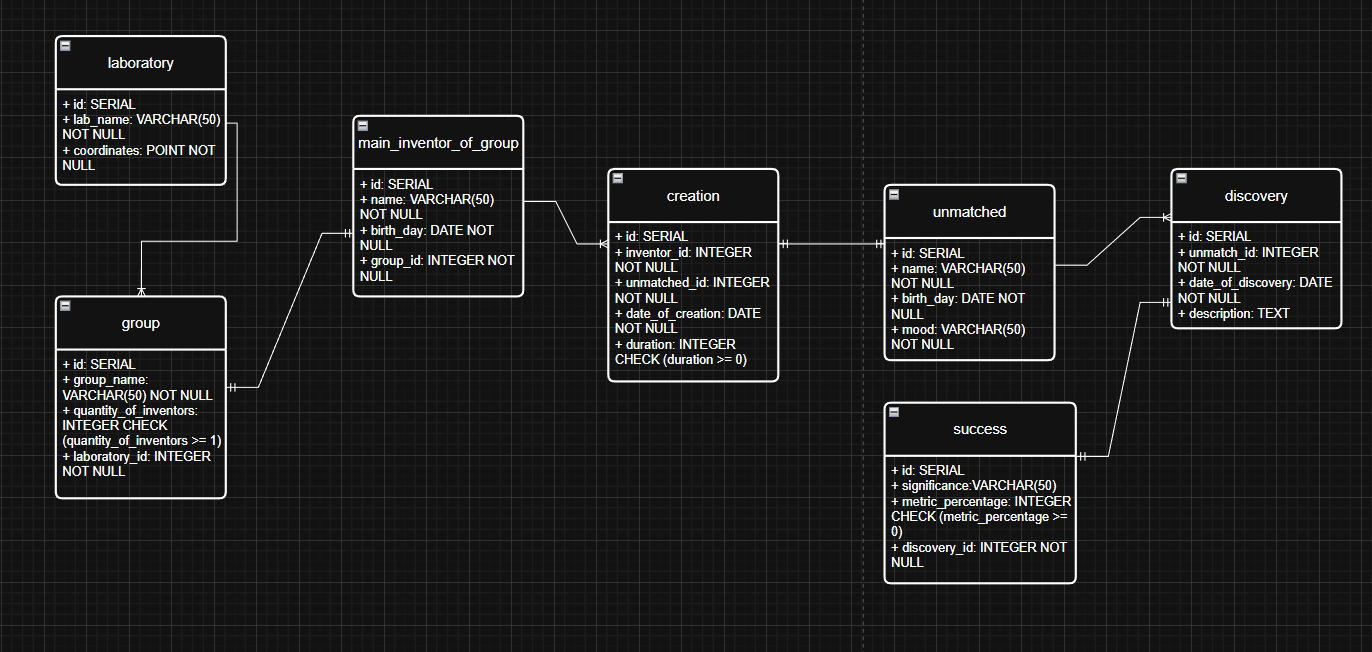 laboratory
+ id: SERIAL
+ lab_name: VARCHAR(50)
NOT NULL
+ coordinates: POINT NOT
NULL
group
+ id: SERIAL
+ group_name:
VARCHAR(50) NOT NULL
+ quantity_of_inventors:
INTEGER CHECK
(quantity_of_inventors >= 1)
+ laboratory_id: INTEGER
NOT NULL
main_inventor_of_group
+ id: SERIAL
+ name: VARCHAR(50)
NOT NULL
+ birth_day: DATE NOT
NULL
+ group_id: INTEGER NOT
NULL
creation
+ id: SERIAL
+ inventor_id: INTEGER
NOT NULL
+ unmatched_id: INTEGER
NOT NULL
+ date_of_creation: DATE
NOT NULL
+ duration: INTEGER
CHECK (duration >= 0)
unmatched
+ id: SERIAL
+ name: VARCHAR(50)
NOT NULL
+ birth_day: DATE NOT
NULL
+ mood: VARCHAR(50)
NOT NULL
discovery
+ id: SERIAL
+ unmatch_id: INTEGER
NOT NULL
+ date_of_discovery: DATE
NOT NULL
+ description: TEXT
success
+ id: SERIAL
+ significance:VARCHAR(50)
+ metric_percentage: INTEGER
CHECK (metric_percentage >=
0)
+ discovery_id: INTEGER NOT
NULL